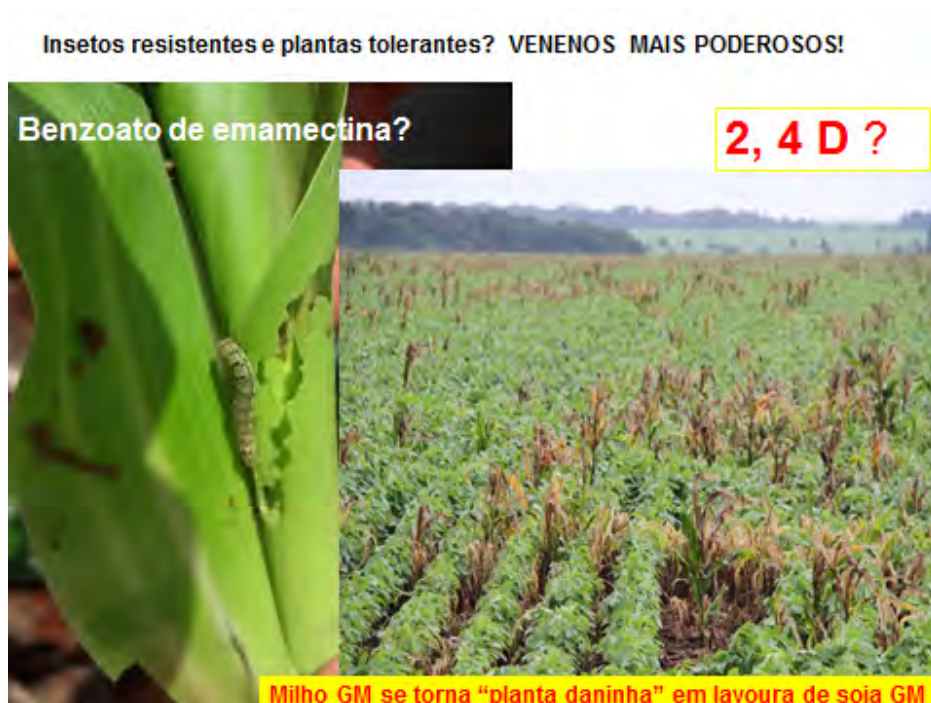 Insetos resistentes e plantas tolerantes? VENENOS MAIS PODEROSOS!
Benzoato de emamectina?
2, 4 D ?
Milho GM se torna “planta daninha” em lavoura de soja GM